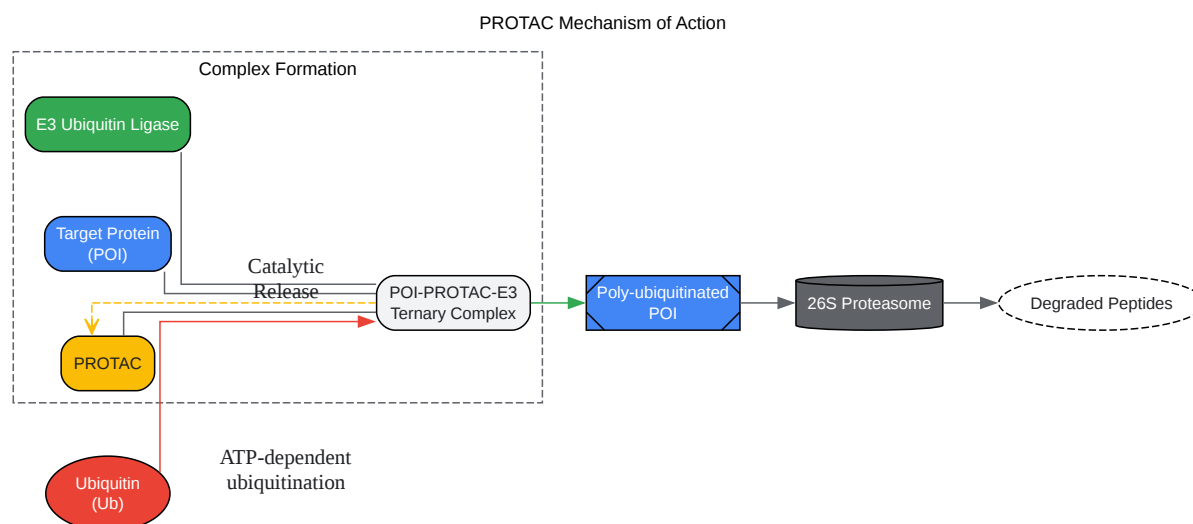 PROTAC Mechanism of Action
Complex Formation
E3 Ubiquitin Ligase
Target Protein
(POI)
Catalytic
Release
POI-PROTAC-E3
Ternary Complex
Poly-ubiquitinated
POI
26S Proteasome
Degraded Peptides
PROTAC
ATP-dependent
ubiquitination
Ubiquitin
(Ub)